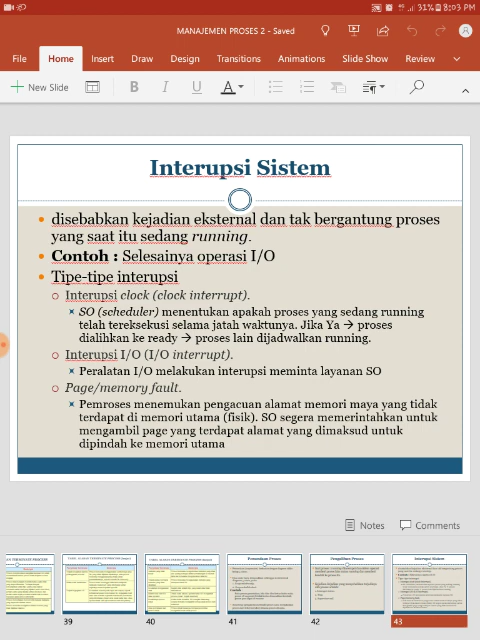 31% 8:03 PM
MANAJEMEN PROSES 2 - Saved
File Home Insert Draw Design Transitions Animations Slide Show Review
New Slide B I U A
Interupsi Sistem
disebabkan kejadian eksternal dan tak bergantung proses
yang saat itu sedang running.
Contoh : Selesainya operasi I/O
Tipe-tipe interupsi
Interupsi clock (clock interrupt).
SO (scheduler) menentukan apakah proses yang sedang running
telah tereksekusi selama jatah waktunya. Jika Ya → proses
dialihkan ke ready → proses lain dijadwalkan running.
Interupsi I/O (I/O interrupt).
Peralatan I/O melakukan interupsi meminta layanan SO
Page/memory fault.
Pemroses menemukan pengacuan alamat memori maya yang tidak
terdapat di memori utama (fisik). SO segera memerintahkan untuk
mengambil page yang terdapat alamat yang dimaksud untuk
dipindah ke memori utama
Notes Comments
Interupsi Sistem
39 40 41 42 43